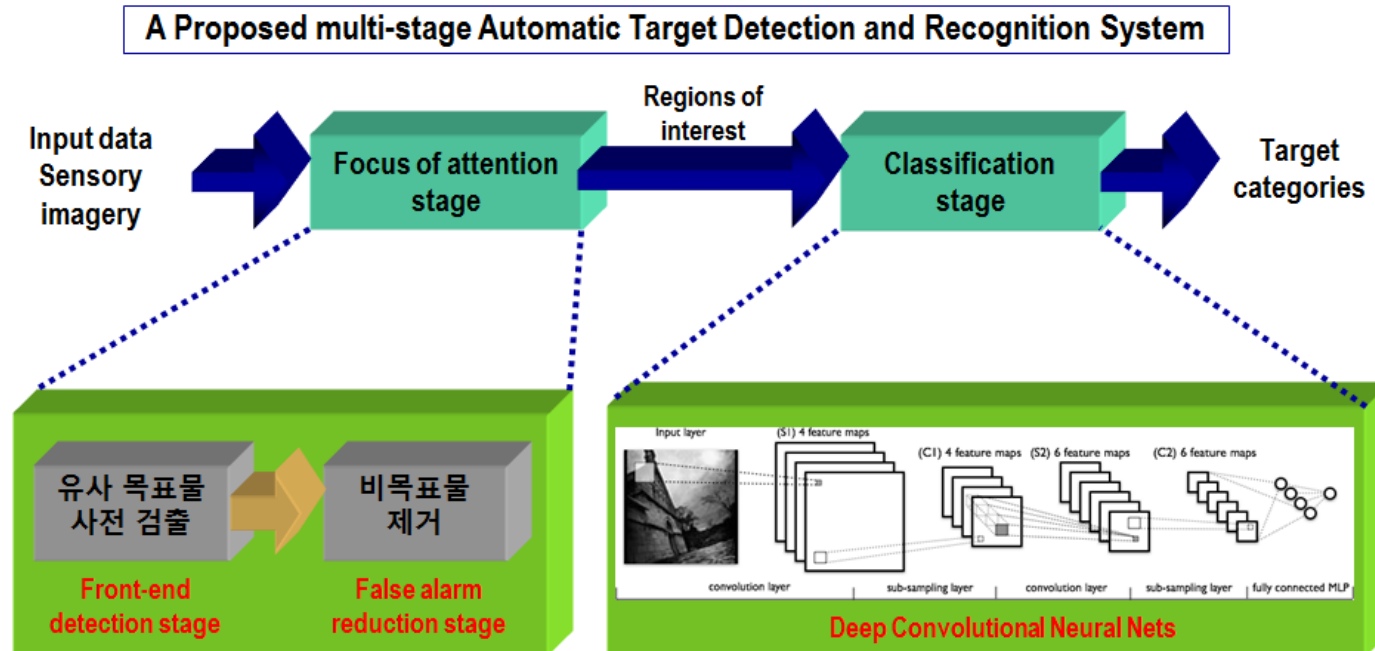 A Proposed multi-stage Automatic Target Detection and Recognition System
Input data
Sensory
imagery
Focus of attention
stage
Regions of
interest
Classification
stage
Target
categories
유사 목표물
사전 검출
비목표물
제거
Front-end
detection stage
False alarm
reduction stage
Input layer
(S1) 4 feature maps
(C1) 4 feature maps
(S2) 6 feature maps
(C2) 6 feature maps
convolution layer
sub-sampling layer
convolution layer
sub-sampling layer
fully connected MLP
Deep Convolutional Neural Nets